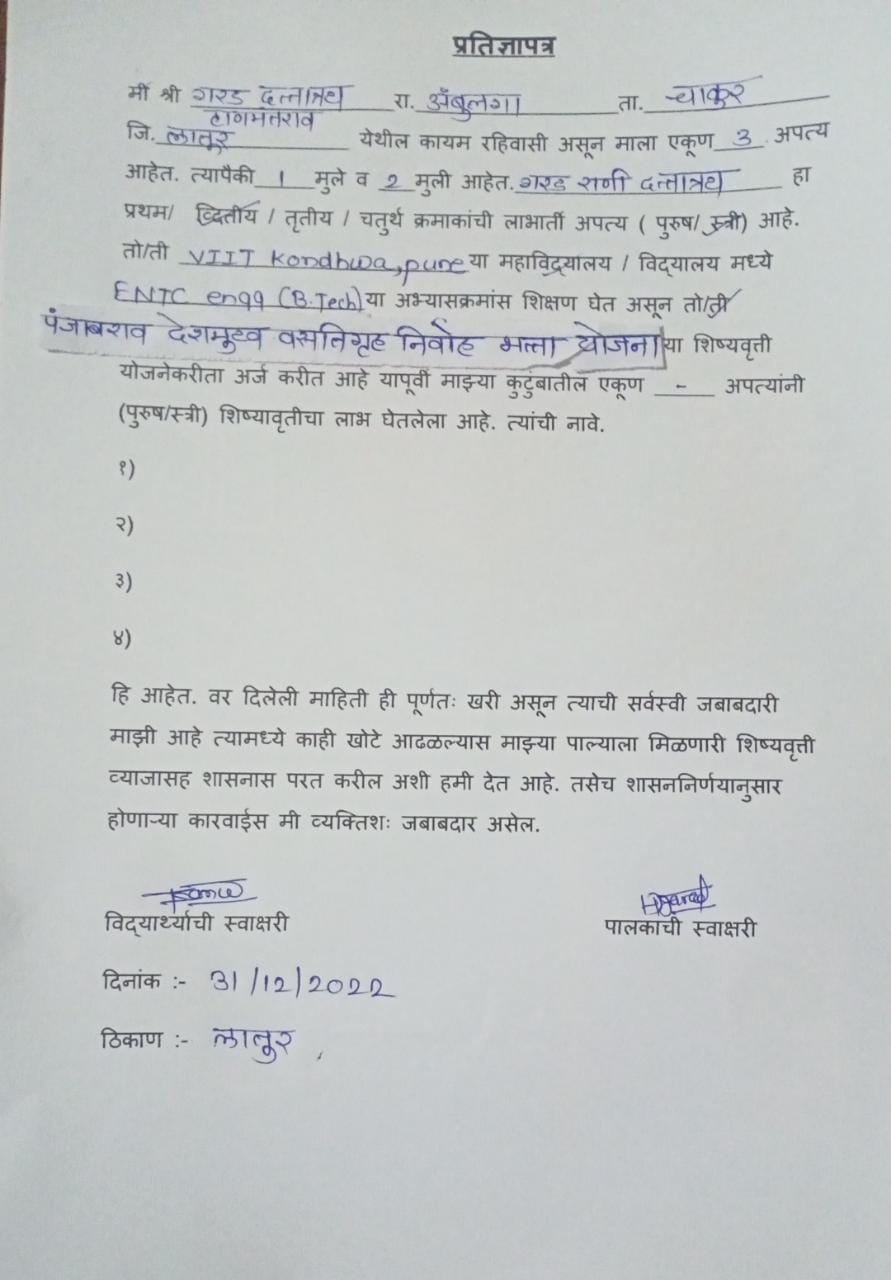 प्रतिज्ञापत्र
मी श्री गरड दत्तात्रय रा. अँबुलगा ता. चाकुर
हाणमंतराव
जि. लातूर येथील कायम रहिवासी असून माला एकूण 3 अपत्य
आहेत. त्यापैकी 1 मुले व 2 मुली आहेत. गरड राणी दत्तात्रय हा
प्रथम/ द्वितीय / तृतीय / चतुर्थ क्रमाकांची लाभार्ती अपत्य ( पुरुष/ स्त्री) आहे.
तो/ती VIIT Kondhwa, pune या महाविद्यालय / विद्यालय मध्ये
ENTC engg (B.Tech) या अभ्यासक्रमांस शिक्षण घेत असून तो/ती
पंजाबराव देशमुख वसतिगृह निर्वाह भत्ता योजना या शिष्यवृत्ती
योजनेकरीता अर्ज करीत आहे यापूर्वी माझ्या कुटुंबातील एकूण - अपत्यांनी
(पुरुष/स्त्री) शिष्यावृतीचा लाभ घेतलेला आहे. त्यांची नावे.
१)
२)
३)
४)
हि आहेत. वर दिलेली माहिती ही पूर्णतः खरी असून त्याची सर्वस्वी जबाबदारी
माझी आहे त्यामध्ये काही खोटे आढळल्यास माझ्या पाल्याला मिळणारी शिष्यवृत्ती
व्याजासह शासनास परत करील अशी हमी देत आहे. तसेच शासननिर्णयानुसार
होणाऱ्या कारवाईस मी व्यक्तिशः जबाबदार असेल.
विद्यार्थ्याची स्वाक्षरी पालकांची स्वाक्षरी
दिनांक :- 31/12/2022
ठिकाण :- लातूर